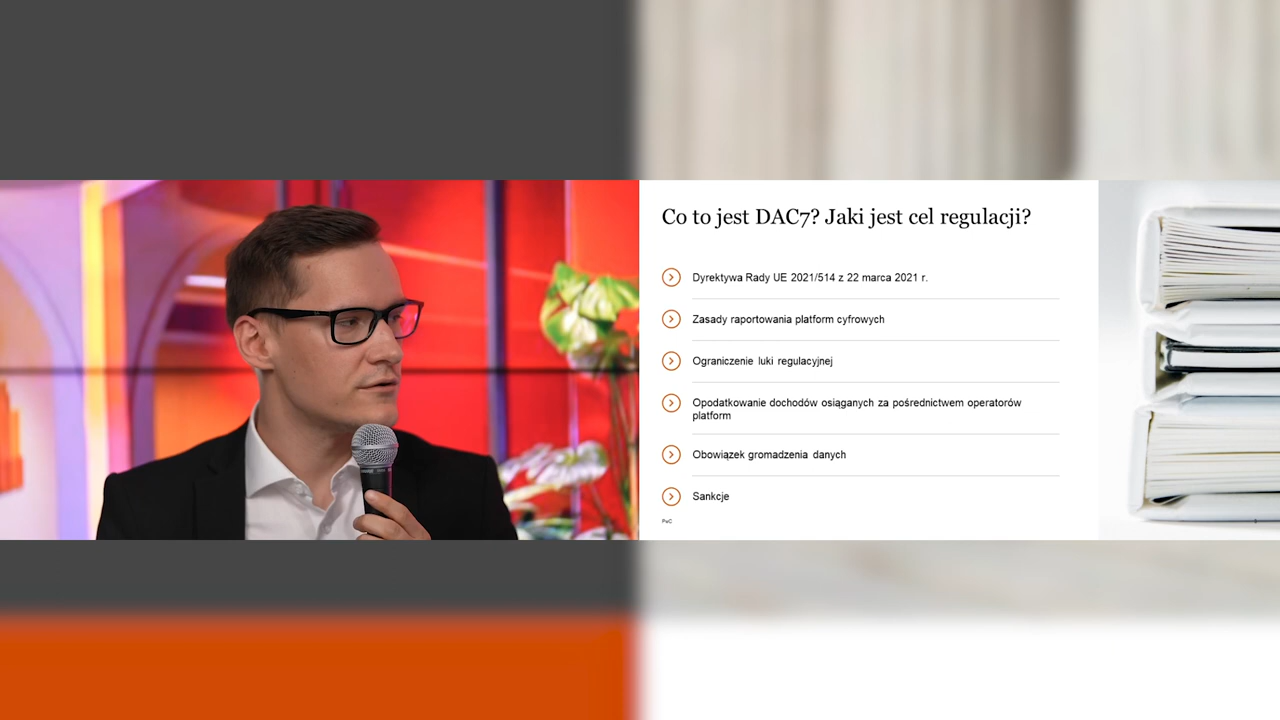 Co to jest DAC7? Jaki jest cel regulacji?
Dyrektywa Rady UE 2021/514 z 22 marca 2021 r.
Zasady raportowania platform cyfrowych
Ograniczenie luki regulacyjnej
Opodatkowanie dochodów osiąganych za pośrednictwem operatorów
platform
Obowiązek gromadzenia danych
Sankcje
PwC